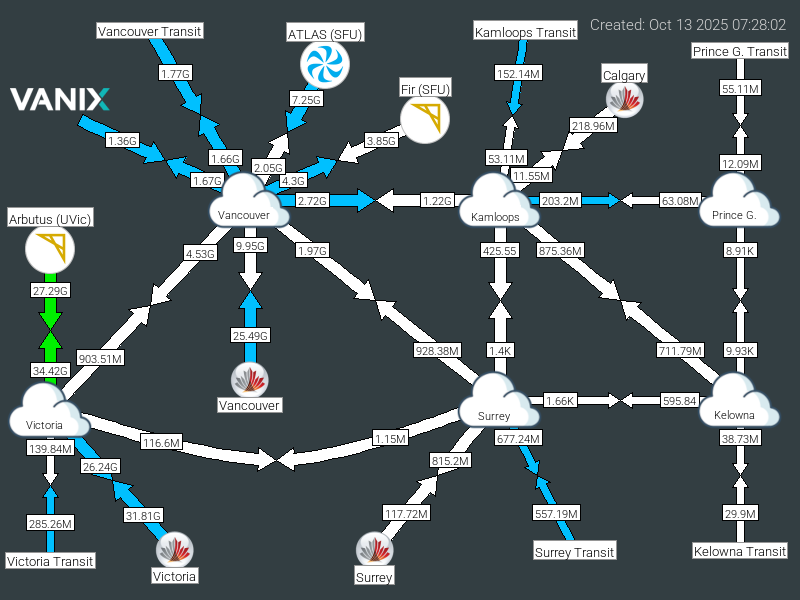 Created: Oct 13 2025 07:28:02
Vancouver Transit
ATLAS (SFU)
Kamloops Transit
Prince G. Transit
1.77G
152.14M
Calgary
Fir (SFU)
55.11M
VANIX
7.25G
218.96M
1.36G
3.85G
1.66G
53.11M
12.09M
2.05G
11.55M
1.67G
4.3G
2.72G
1.22G
203.2M
63.08M
Vancouver
Kamloops
Prince G.
Arbutus (UVic)
4.53G
9.95G
1.97G
425.55
875.36M
8.91K
27.29G
25.49G
34.42G
903.51M
928.38M
1.4K
711.79M
9.93K
Vancouver
1.66K
595.84
Victoria
Surrey
Kelowna
139.84M
116.6M
1.15M
677.24M
38.73M
26.24G
815.2M
285.26M
31.81G
117.72M
557.19M
29.9M
Victoria Transit
Victoria
Surrey
Surrey Transit
Kelowna Transit